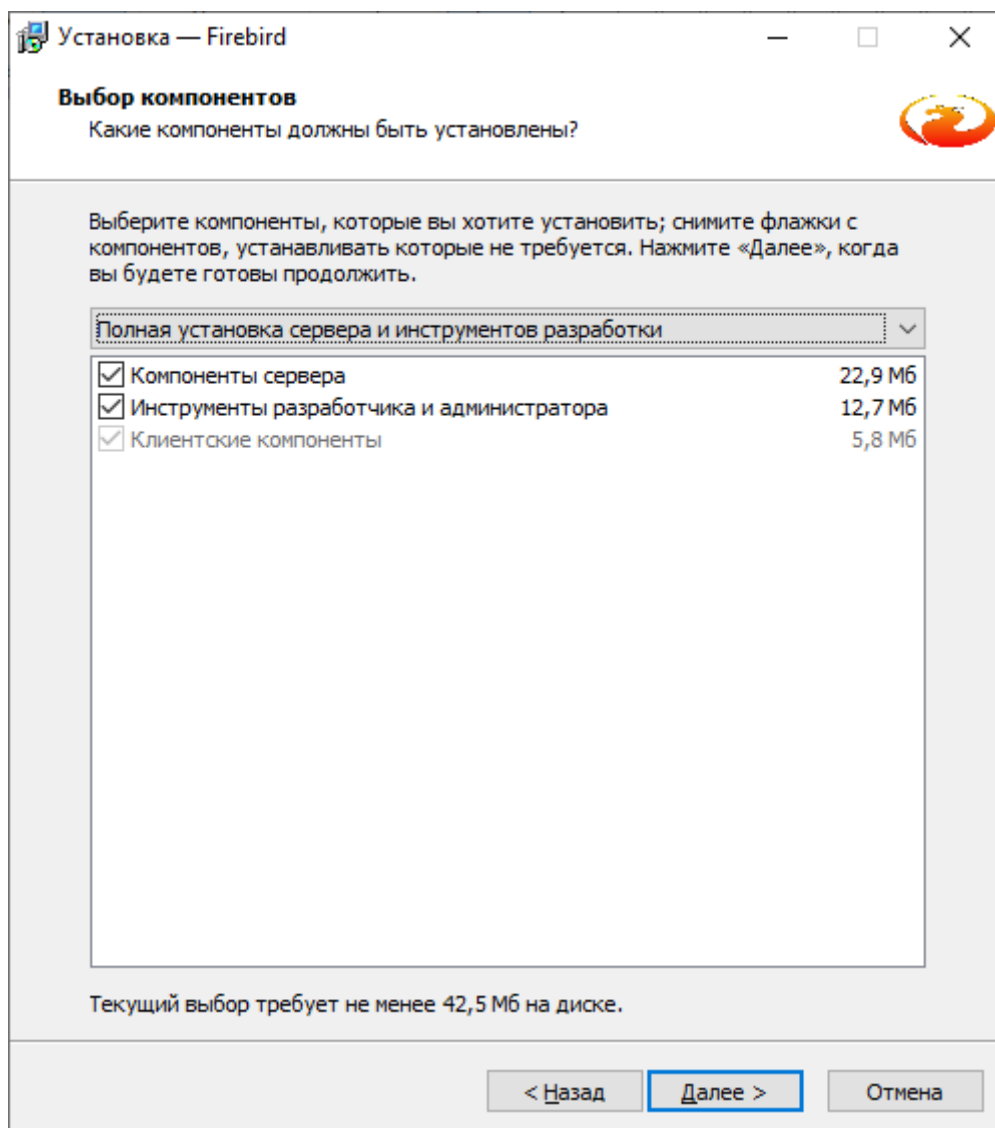 Установка — Firebird
Выбор компонентов
Какие компоненты должны быть установлены?
Выберите компоненты, которые вы хотите установить; снимите флажки с
компонентов, устанавливать которые не требуется. Нажмите «Далее», когда
вы будете готовы продолжить.
Полная установка сервера и инструментов разработки
Компоненты сервера 22,9 Мб
Инструменты разработчика и администратора 12,7 Мб
Клиентские компоненты 5,8 Мб
Текущий выбор требует не менее 42,5 Мб на диске.
< Назад Далее > Отмена